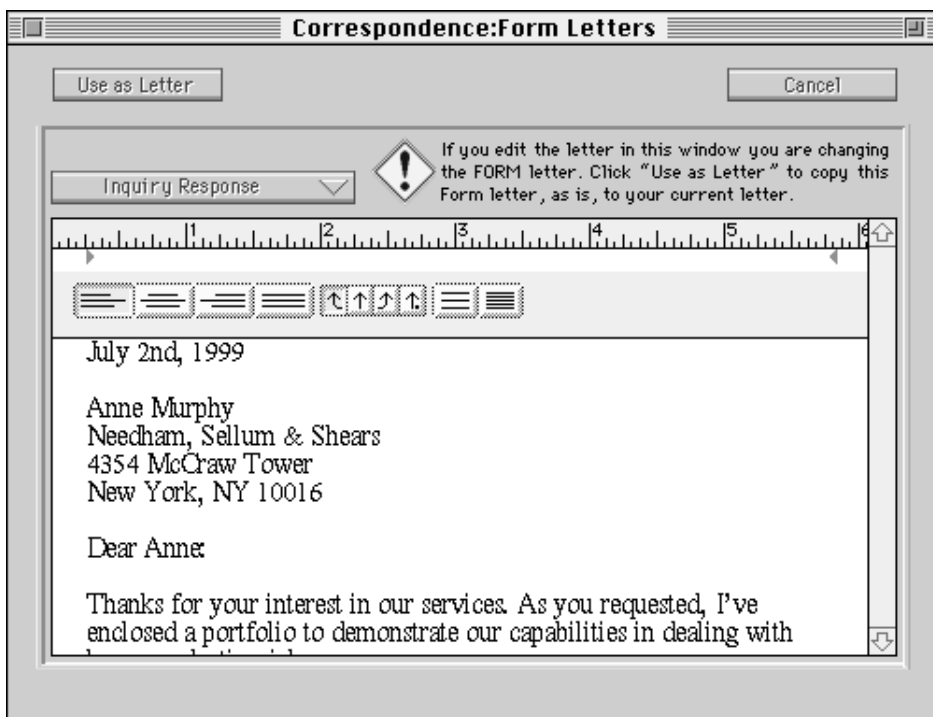 Correspondence:Form Letters
Use as Letter
Cancel
If you edit the letter in this window you are changing
the FORM letter. Click "Use as Letter" to copy this
Form letter, as is, to your current letter.
Inquiry Response
1 2 3 4 5 6
July 2nd, 1999
Anne Murphy
Needham, Sellum & Shears
4354 McCraw Tower
New York, NY 10016
Dear Anne:
Thanks for your interest in our services. As you requested, I've
enclosed a portfolio to demonstrate our capabilities in dealing with